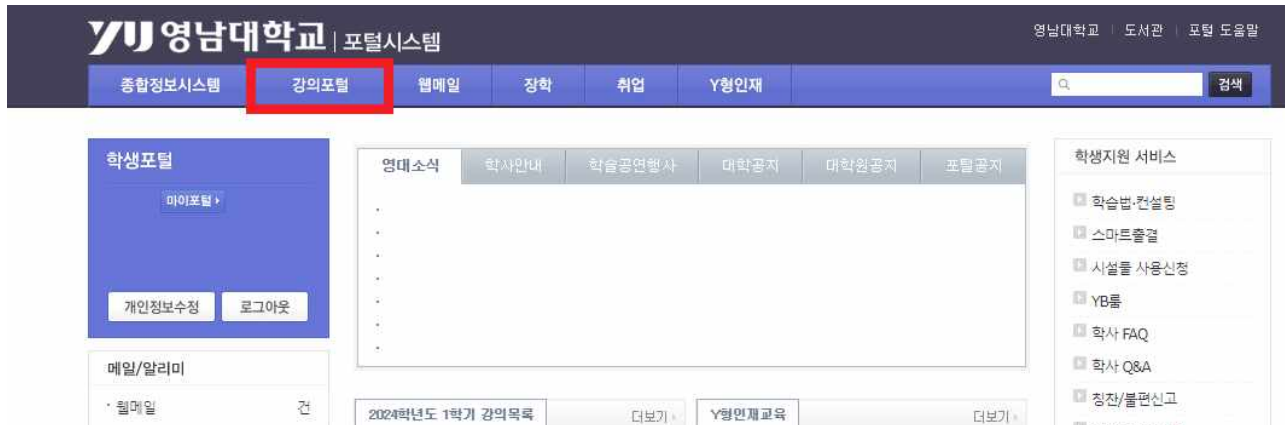 YU 영남대학교 | 포털시스템
영남대학교 | 도서관 | 포털 도움말
종합정보시스템 강의포털 웹메일 장학 취업 Y형인재 검색
학생포털
마이포털
개인정보수정 로그아웃
메일/알리미
· 웹메일 건
영대소식 학사안내 학술공연행사 대학공지 대학원공지 포털공지
2024학년도 1학기 강의목록 더보기
Y형인재교육 더보기
학생지원 서비스
학습법·컨설팅
스마트출결
시설물 사용신청
YB룸
학사 FAQ
학사 Q&A
칭찬/불편신고